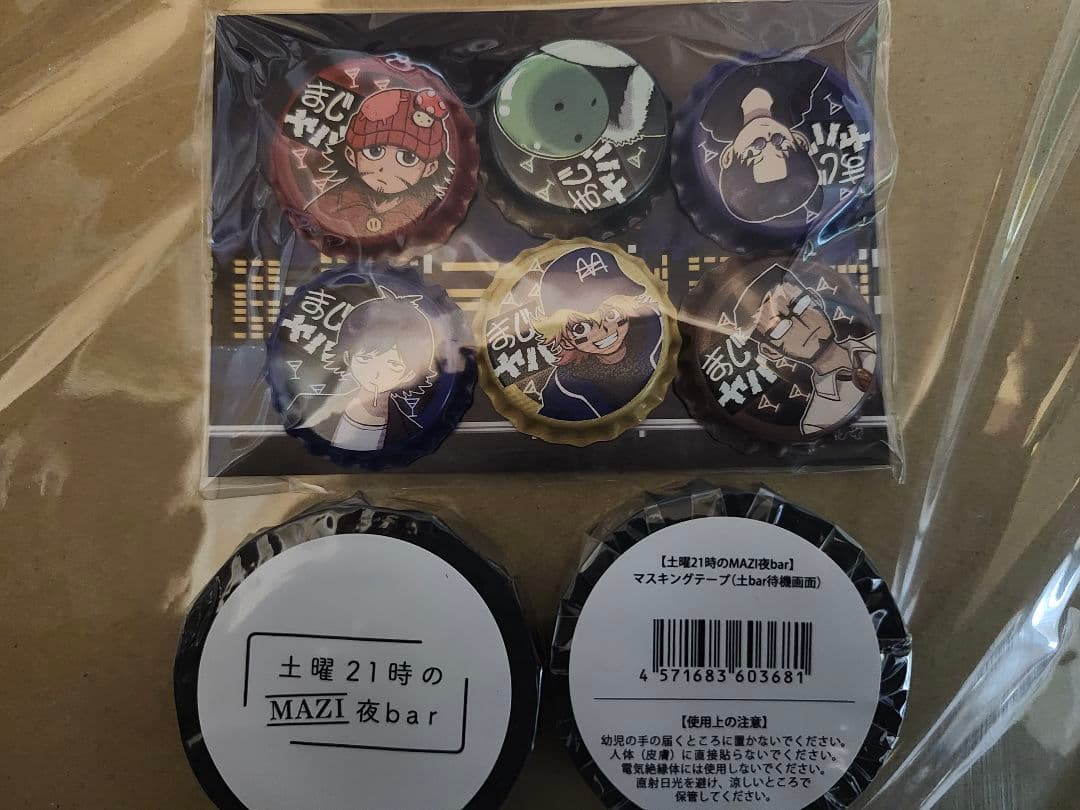 まじ
ヤバ
まじ
ヤバ
まじ
ヤバ
まじ
ヤバ
まじ
ヤバ
まじ
ヤバ
土曜21時の
MAZI夜bar
【土曜21時のMAZI夜bar】
マスキングテープ（土bar待機画面）
4 571683 603681
【使用上の注意】
幼児の手の届くところに置かないでください。
人体（皮膚）に直接貼らないでください。
電気絶縁体には使用しないでください。
直射日光を避け、涼しいところで
保管してください。